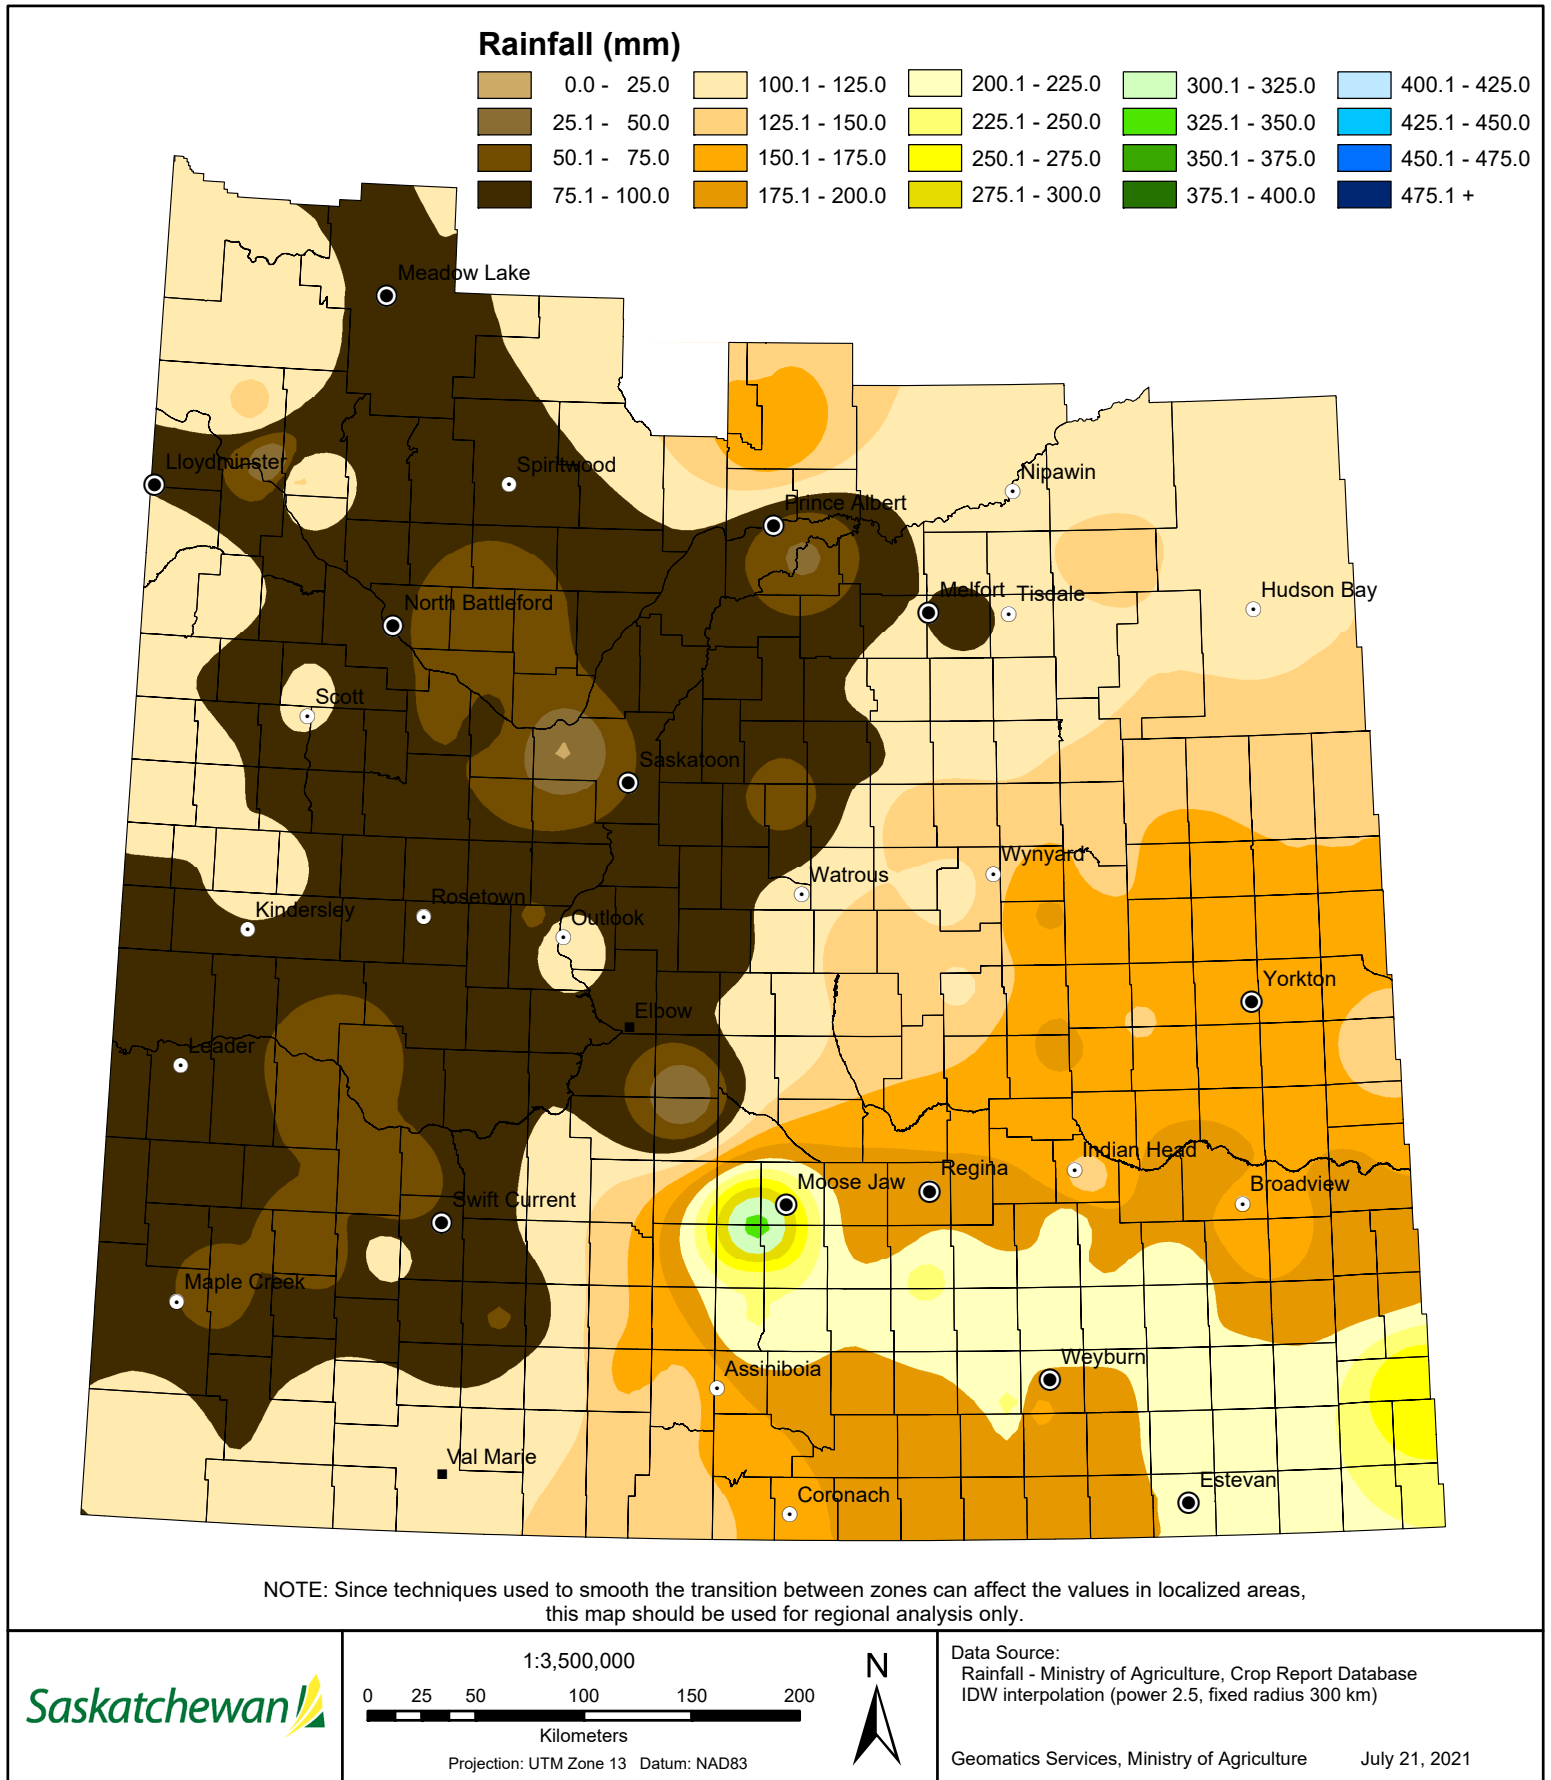 Rainfall (mm)
0.0 - 25.0
25.1 - 50.0
50.1 - 75.0
75.1 - 100.0
100.1 - 125.0
125.1 - 150.0
150.1 - 175.0
175.1 - 200.0
200.1 - 225.0
225.1 - 250.0
250.1 - 275.0
275.1 - 300.0
300.1 - 325.0
325.1 - 350.0
350.1 - 375.0
375.1 - 400.0
400.1 - 425.0
425.1 - 450.0
450.1 - 475.0
475.1 +
Meadow Lake
Lloydminster
Spiritwood
Nipawin
Prince Albert
Hudson Bay
Melfort
Tisdale
North Battleford
Scott
Saskatoon
Wynyard
Watrous
Rosetown
Kindersley
Outlook
Yorkton
Elbow
Leader
Indian Head
Regina
Moose Jaw
Broadview
Swift Current
Maple Creek
Weyburn
Assiniboia
Val Marie
Estevan
Coronach
NOTE: Since techniques used to smooth the transition between zones can affect the values in localized areas,
this map should be used for regional analysis only.
Saskatchewan
1:3,500,000
0 25 50 100 150 200
Kilometers
Projection: UTM Zone 13 Datum: NAD83
N
Data Source:
Rainfall - Ministry of Agriculture, Crop Report Database
IDW interpolation (power 2.5, fixed radius 300 km)
Geomatics Services, Ministry of Agriculture July 21, 2021